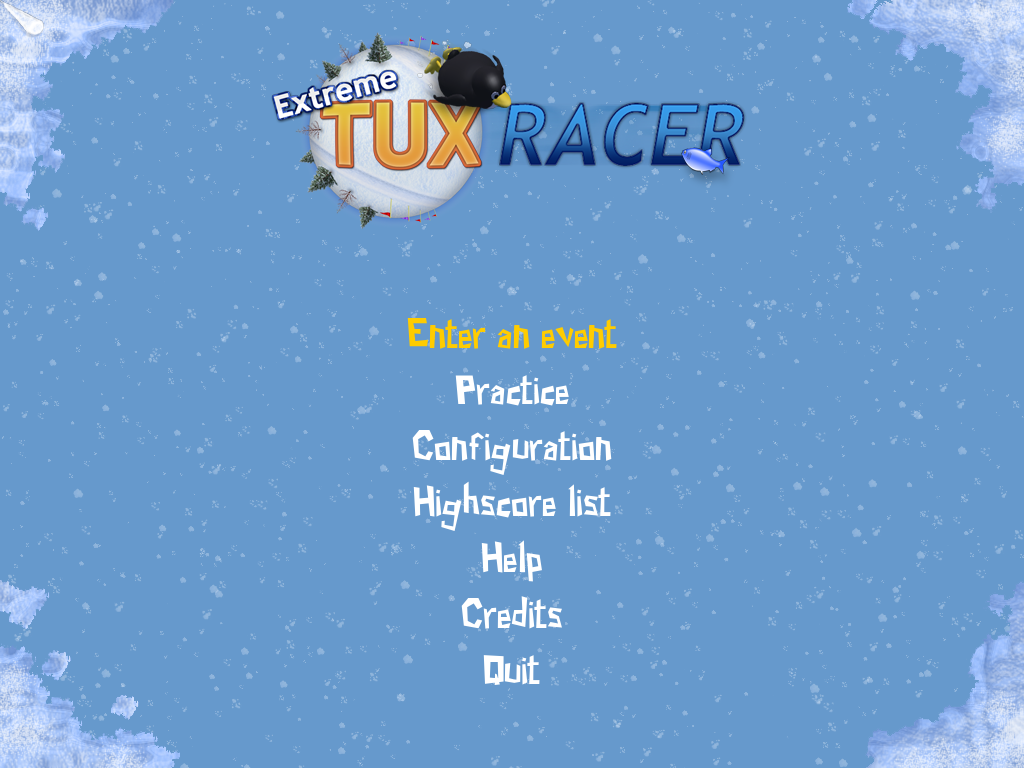 Extreme
TUX RACER
Enter an event
Practice
Configuration
Highscore list
Help
Credits
Quit